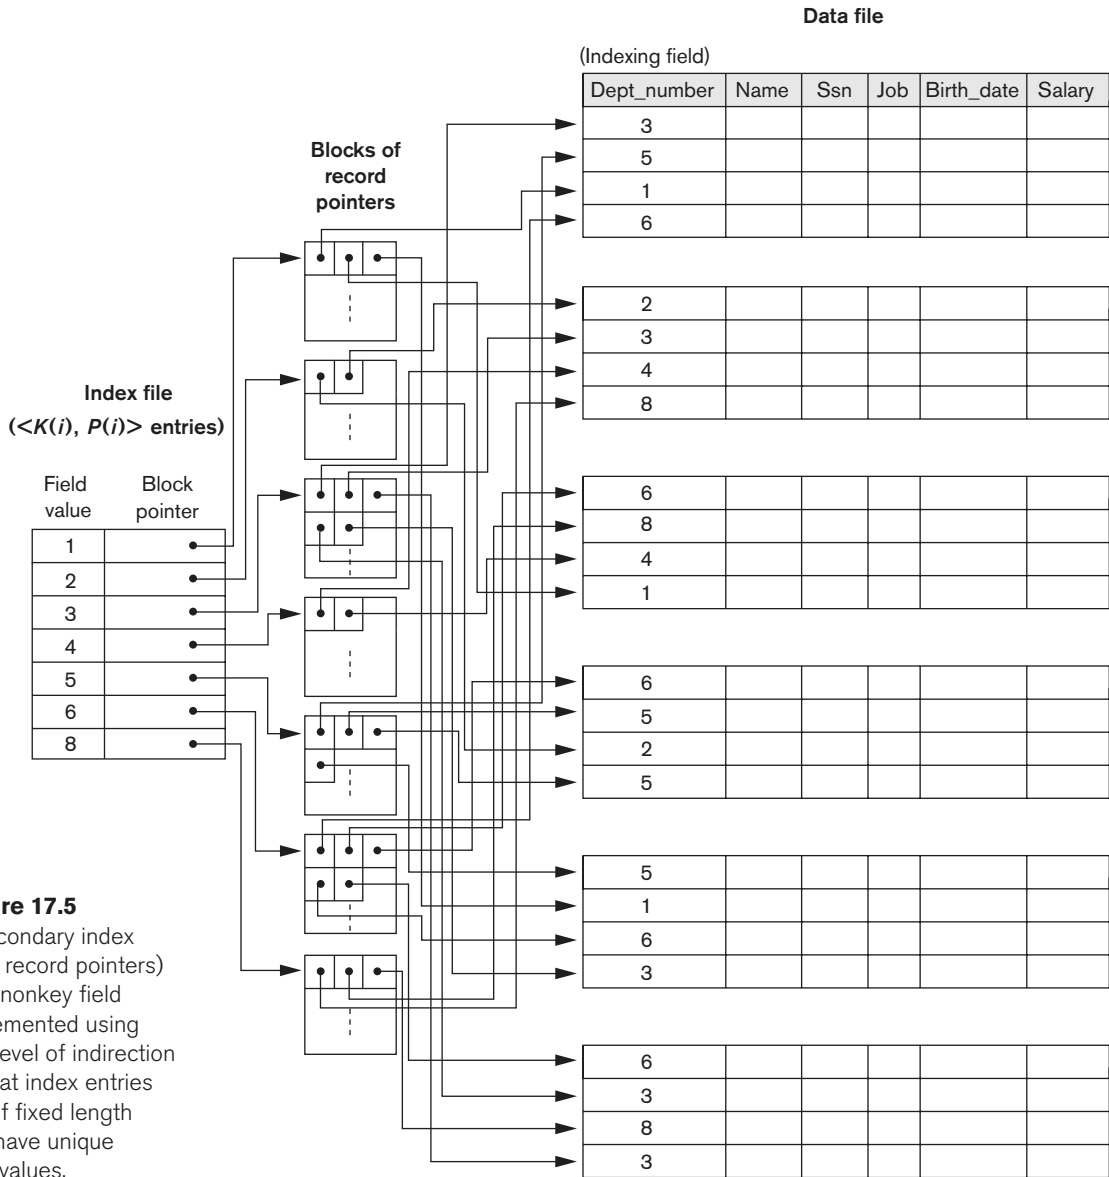 Data file
(Indexing field)
Dept_number Name Ssn Job Birth_date Salary
3
5
1
6
2
3
4
8
6
8
4
1
6
5
2
5
5
1
6
3
6
3
8
3
Blocks of
record
pointers
Index file
(<K(i), P(i)> entries)
Field value Block pointer
1
2
3
4
5
6
8
re 17.5
condary index
record pointers)
nonkey field
emented using
evel of indirection
at index entries
f fixed length
have unique
values.